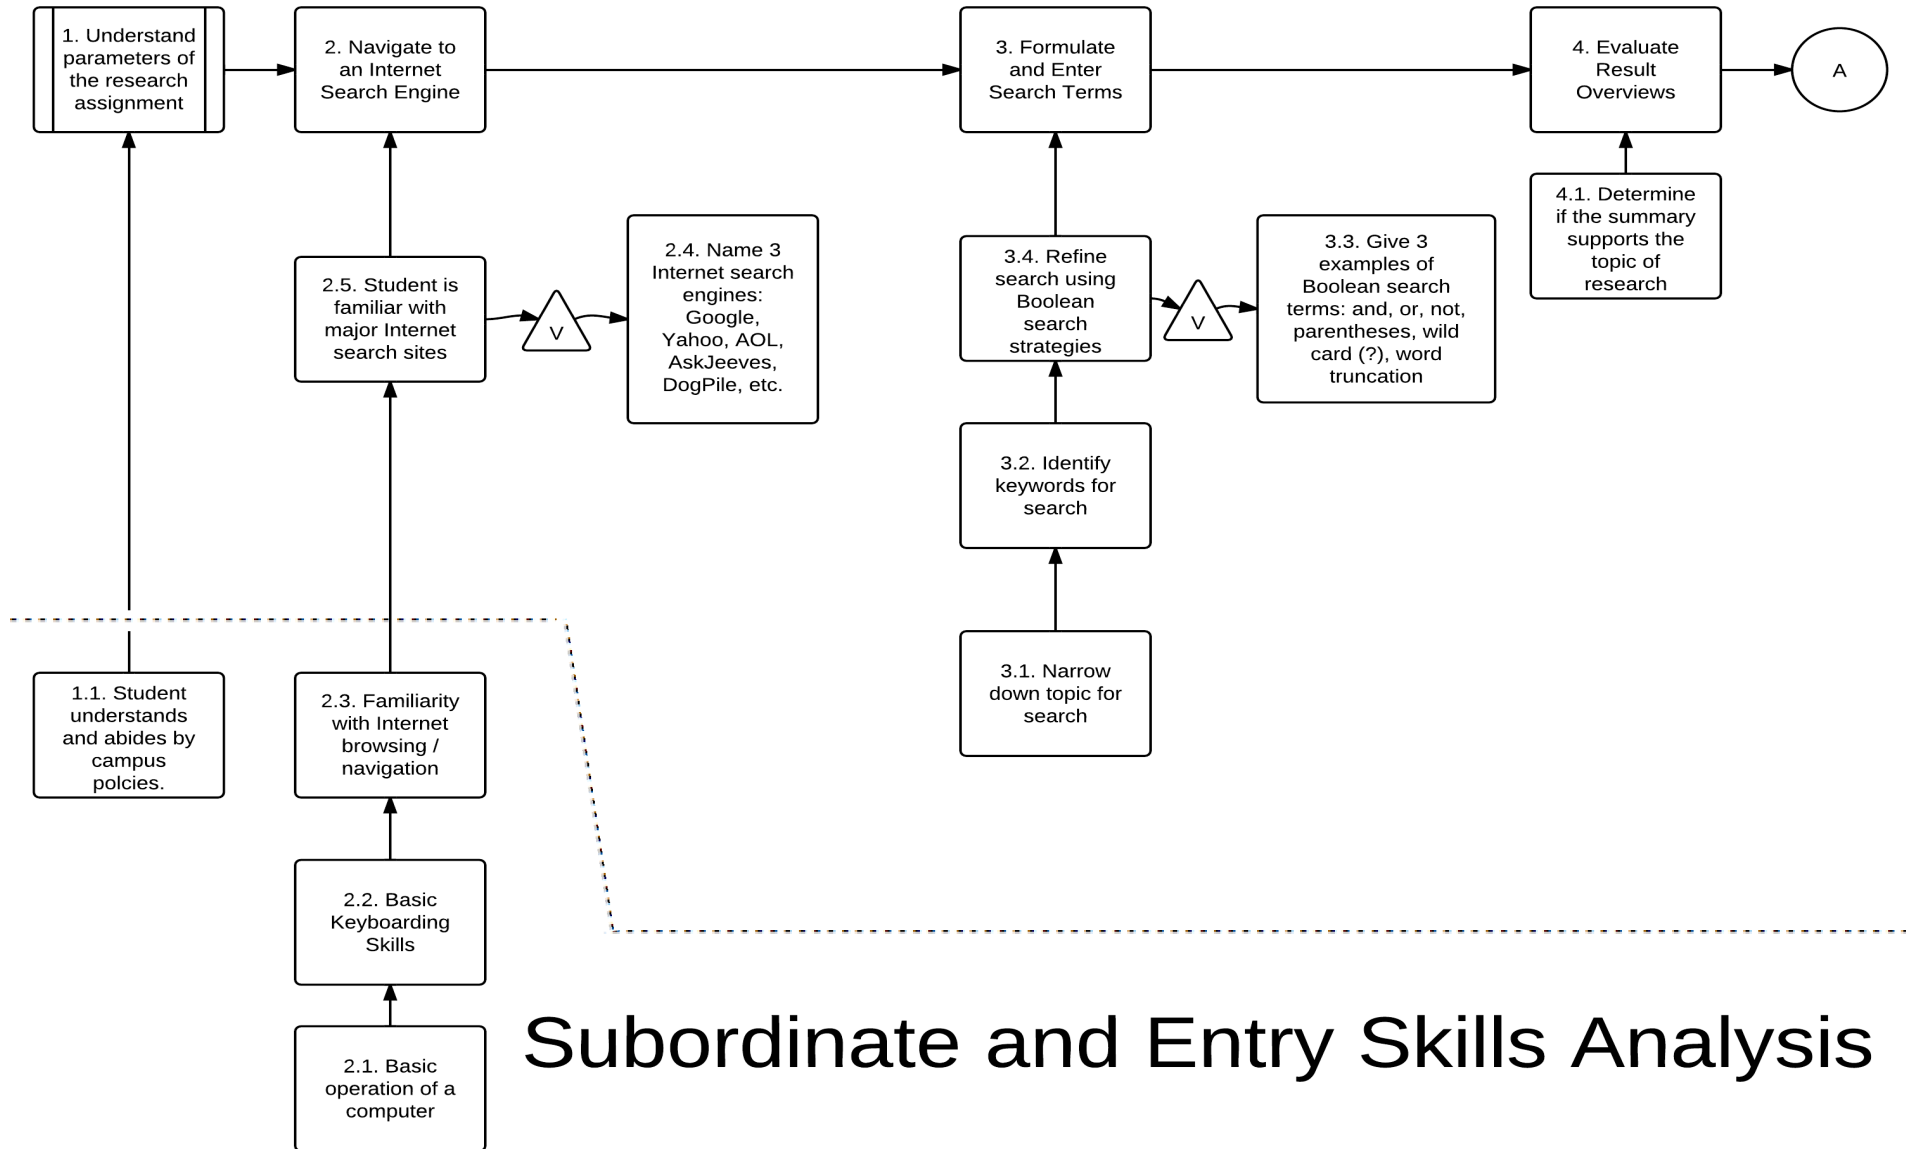 1. Understand
parameters of
the research
assignment
2. Navigate to
an Internet
Search Engine
3. Formulate
and Enter
Search Terms
4. Evaluate
Result
Overviews
A
4.1. Determine
if the summary
supports the
topic of
research
2.5. Student is
familiar with
major Internet
search sites
V
2.4. Name 3
Internet search
engines:
Google,
Yahoo, AOL,
AskJeeves,
DogPile, etc.
3.4. Refine
search using
Boolean
search
strategies
V
3.3. Give 3
examples of
Boolean search
terms: and, or, not,
parentheses, wild
card (?), word
truncation
3.2. Identify
keywords for
search
3.1. Narrow
down topic for
search
1.1. Student
understands
and abides by
campus
polcies.
2.3. Familiarity
with Internet
browsing /
navigation
2.2. Basic
Keyboarding
Skills
2.1. Basic
operation of a
computer
Subordinate and Entry Skills Analysis